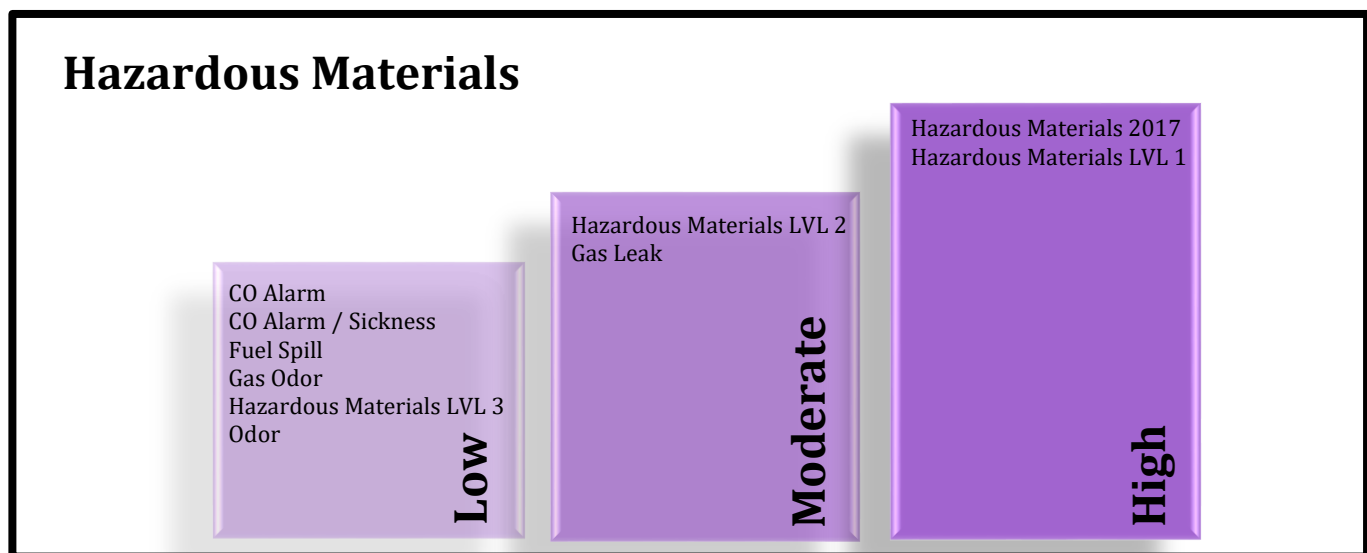 Hazardous Materials
CO Alarm
CO Alarm / Sickness
Fuel Spill
Gas Odor
Hazardous Materials LVL 3
Odor
Low
Hazardous Materials LVL 2
Gas Leak
Moderate
Hazardous Materials 2017
Hazardous Materials LVL 1
High